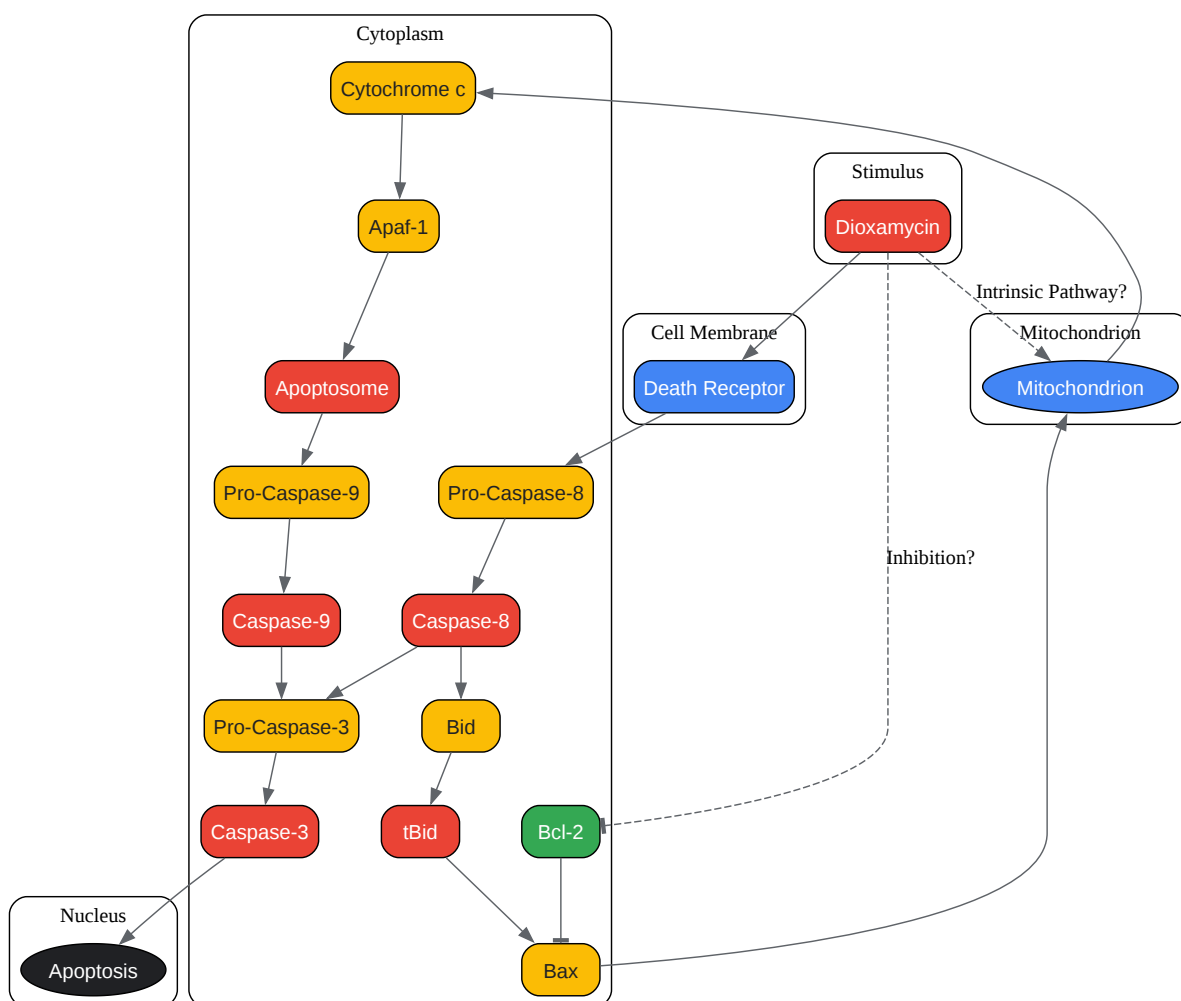 Cytoplasm
Cytochrome c
Stimulus
Apaf-1
Dioxamycin
Intrinsic Pathway?
Cell Membrane
Mitochondrion
Apoptosome
Death Receptor
Mitochondrion
Pro-Caspase-9
Pro-Caspase-8
Inhibition?
Caspase-9
Caspase-8
Pro-Caspase-3
Bid
Caspase-3
tBid
Bcl-2
Nucleus
Apoptosis
Bax